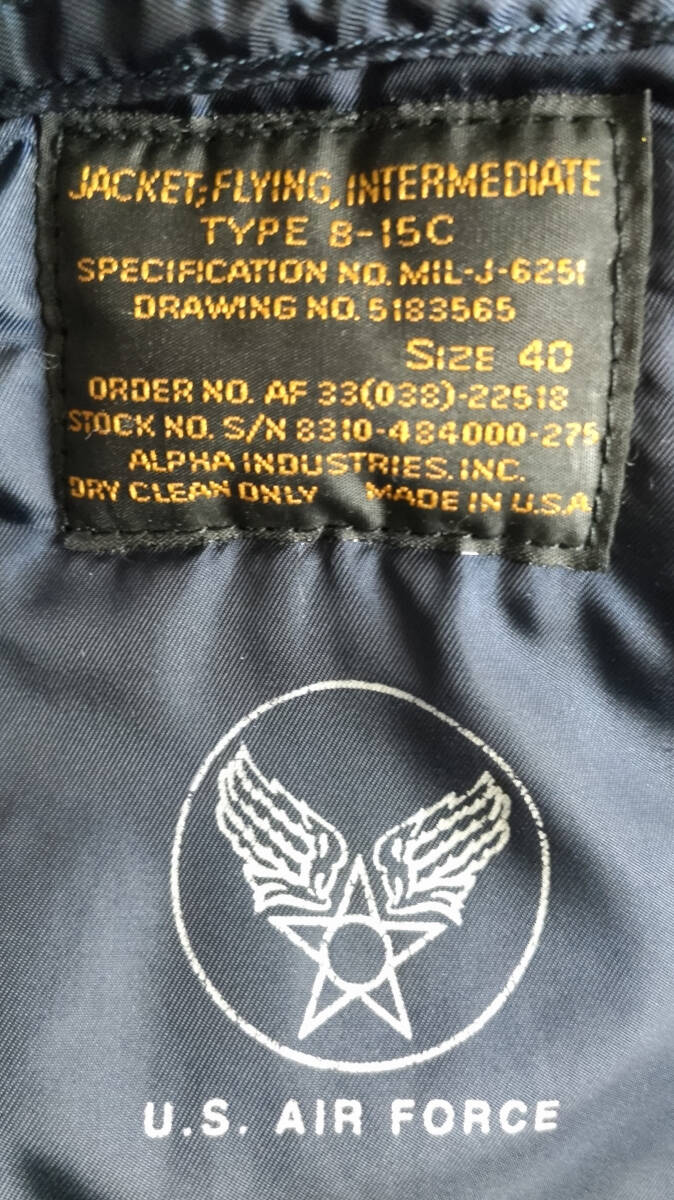 JACKET; FLYING, INTERMEDIATE
TYPE B-15C
SPECIFICATION NO. MIL-J-6251
DRAWING NO. 5183565
SIZE 40
ORDER NO. AF 33(038)-22518
STOCK NO. S/N 8310-484000-275
ALPHA INDUSTRIES. INC.
DRY CLEAN ONLY MADE IN U.S.A
U.S. AIR FORCE